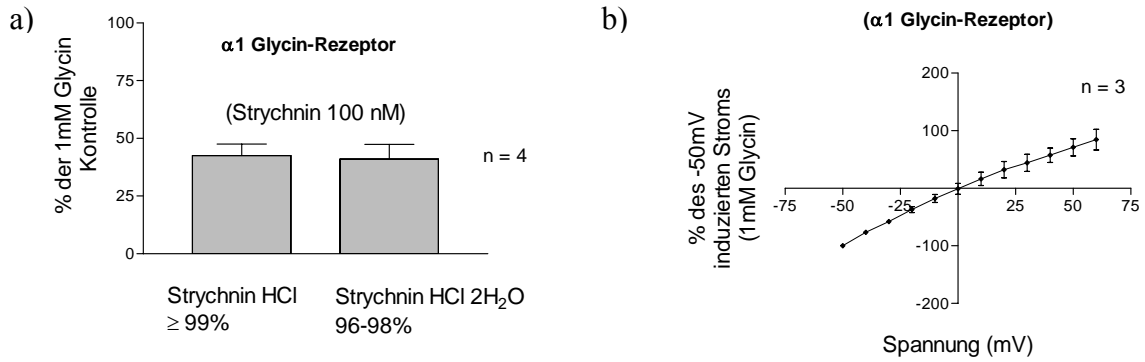 a)
% der 1mM Glycin
Kontrolle
100
75
50
25
0
α1 Glycin-Rezeptor
(Strychnin 100 nM)
n = 4
Strychnin HCl
≥ 99%
Strychnin HCl 2H₂O
96-98%
b)
(α1 Glycin-Rezeptor)
% des -50mV
induzierten Stroms
(1mM Glycin)
200
100
-100
-200
-75 -50 -25 25 50 75
n = 3
Spannung (mV)